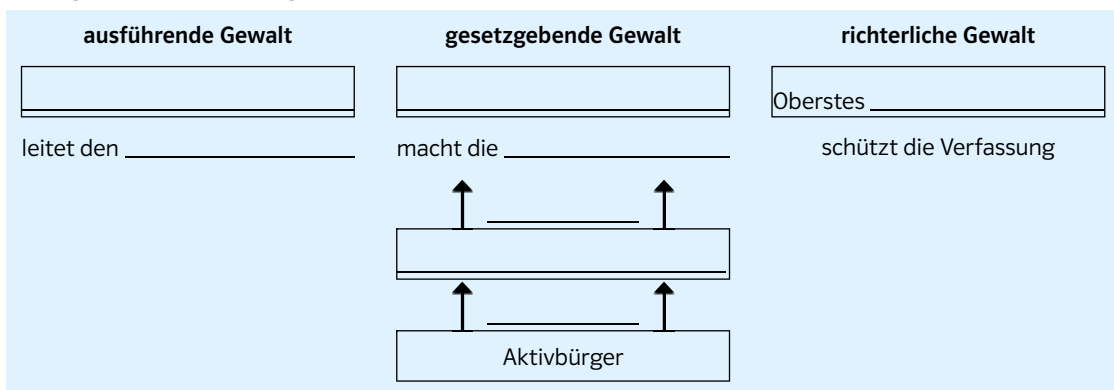 ausführende Gewalt
gesetzgebende Gewalt
richterliche Gewalt
Oberstes
leitet den
macht die
schützt die Verfassung
Aktivbürger